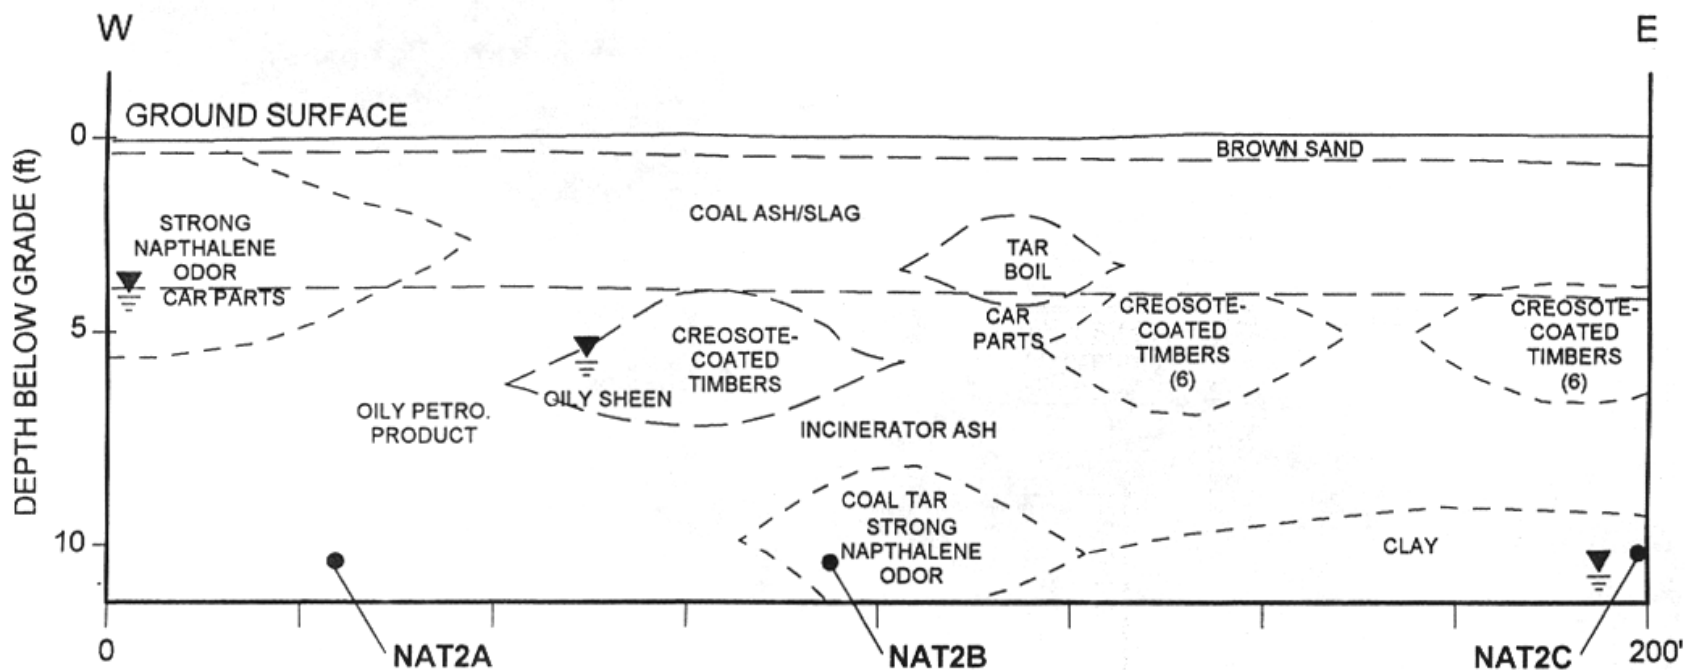 W
E
GROUND SURFACE
0
BROWN SAND
DEPTH BELOW GRADE (ft)
COAL ASH/SLAG
STRONG
NAPTHALENE
ODOR
CAR PARTS
TAR
BOIL
5
CAR
PARTS
CREOSOTE-
COATED
TIMBERS
CREOSOTE-
COATED
TIMBERS
(6)
CREOSOTE-
COATED
TIMBERS
(6)
OILY SHEEN
OILY PETRO.
PRODUCT
INCINERATOR ASH
COAL TAR
STRONG
NAPTHALENE
ODOR
10
CLAY
0
NAT2A
NAT2B
NAT2C
200'